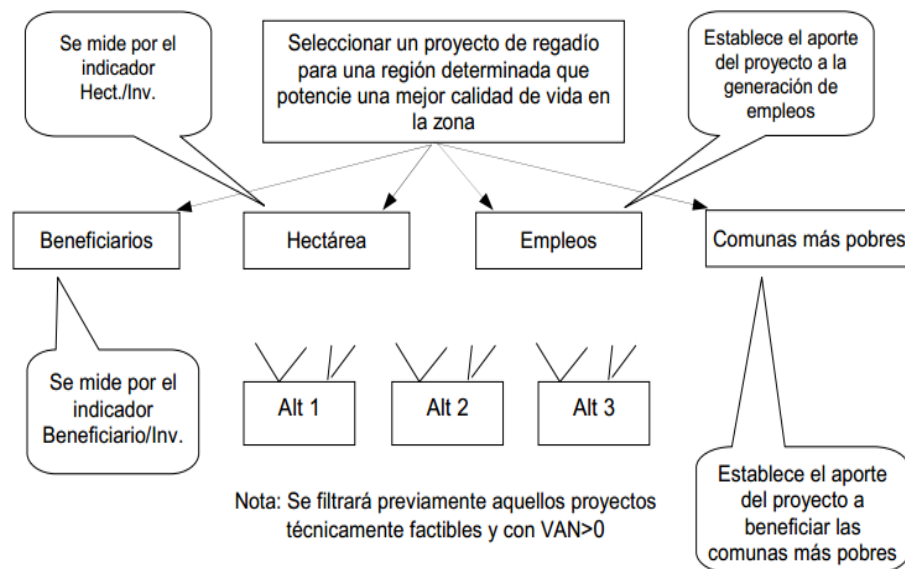 Se mide por el
indicador
Hect./Inv.
Seleccionar un proyecto de regadío
para una región determinada que
potencie una mejor calidad de vida en
la zona
Establece el aporte
del proyecto a la
generación de
empleos
Beneficiarios
Hectárea
Empleos
Comunas más pobres
Se mide por el
indicador
Beneficiario/Inv.
Alt 1
Alt 2
Alt 3
Establece el aporte
del proyecto a
beneficiar las
comunas más pobres
Nota: Se filtrará previamente aquellos proyectos
técnicamente factibles y con VAN>0